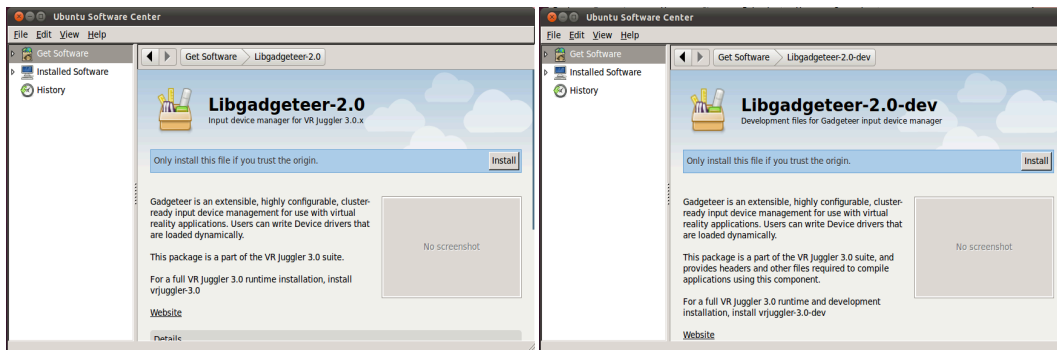 Ubuntu Software Center
File Edit View Help
Get Software
Installed Software
History
Get Software
Libgadgeteer-2.0
Libgadgeteer-2.0
Input device manager for VR Juggler 3.0.x
Only install this file if you trust the origin.
Install
Gadgeteer is an extensible, highly configurable, cluster-
ready input device management for use with virtual
reality applications. Users can write Device drivers that
are loaded dynamically.
This package is a part of the VR Juggler 3.0 suite.
For a full VR Juggler 3.0 runtime installation, install
vrjuggler-3.0
No screenshot
Website
Details
Ubuntu Software Center
File Edit View Help
Get Software
Installed Software
History
Get Software
Libgadgeteer-2.0-dev
Libgadgeteer-2.0-dev
Development files for Gadgeteer input device manager
Only install this file if you trust the origin.
Install
Gadgeteer is an extensible, highly configurable, cluster-
ready input device management for use with virtual
reality applications. Users can write Device drivers that
are loaded dynamically.
This package is a part of the VR Juggler 3.0 suite, and
provides headers and other files required to compile
applications using this component.
For a full VR Juggler 3.0 runtime and development
installation, install vrjuggler-3.0-dev
No screenshot
Website